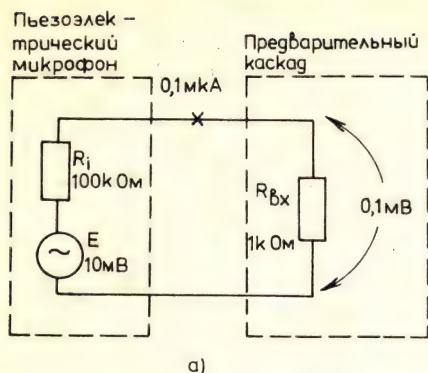 Пьезоэлек –
трический
микрофон
Предварительный
каскад
0,1мкА
Ri
100кОм
E
10мВ
Rвх
1кОм
0,1мВ
а)